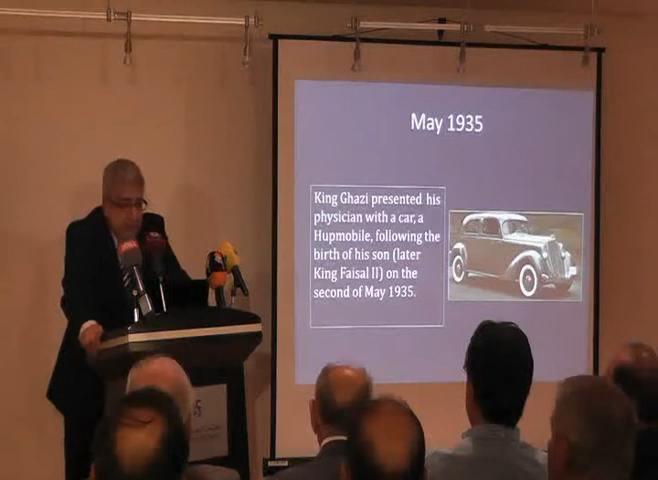 May 1935
King Ghazi presented his
physician with a car, a
Hupmobile, following the
birth of his son (later
King Faisal II) on the
second of May 1935.